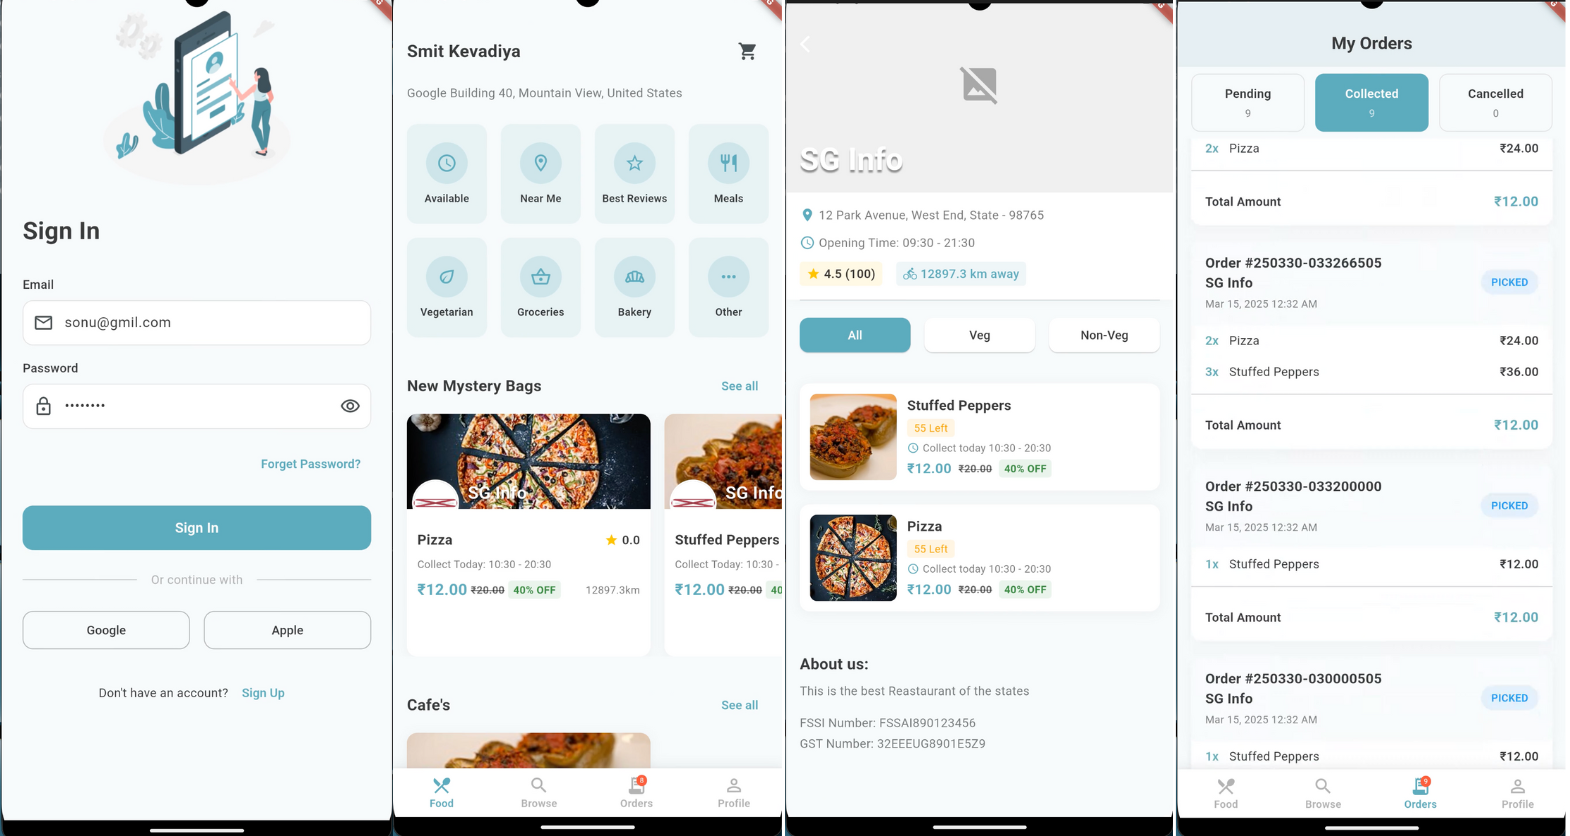 Sign In
Email
sonu@gmil.com
Password
••••••••
Forget Password?
Sign In
Or continue with
Google
Apple
Don't have an account? Sign Up
Smit Kevadiya
Google Building 40, Mountain View, United States
Available
Near Me
Best Reviews
Meals
Vegetarian
Groceries
Bakery
Other
New Mystery Bags
See all
SG Info
Pizza
0.0
Collect Today: 10:30 - 20:30
₹12.00 ₹20.00 40% OFF
12897.3km
SG Info
Stuffed Peppers
Collect Today: 10:30 -
₹12.00 ₹20.00 40
Cafe's
See all
Food
Browse
8
Orders
Profile
SG Info
12 Park Avenue, West End, State - 98765
Opening Time: 09:30 - 21:30
4.5 (100)
12897.3 km away
All
Veg
Non-Veg
Stuffed Peppers
55 Left
Collect today 10:30 - 20:30
₹12.00 ₹20.00 40% OFF
Pizza
55 Left
Collect today 10:30 - 20:30
₹12.00 ₹20.00 40% OFF
About us:
This is the best Reastaurant of the states
FSSI Number: FSSAI890123456
GST Number: 32EEEUG8901E5Z9
My Orders
Pending
9
Collected
9
Cancelled
0
2x Pizza ₹24.00
Total Amount ₹12.00
Order #250330-033266505
SG Info
PICKED
Mar 15, 2025 12:32 AM
2x Pizza ₹24.00
3x Stuffed Peppers ₹36.00
Total Amount ₹12.00
Order #250330-033200000
SG Info
PICKED
Mar 15, 2025 12:32 AM
1x Stuffed Peppers ₹12.00
Total Amount ₹12.00
Order #250330-030000505
SG Info
PICKED
Mar 15, 2025 12:32 AM
1x Stuffed Peppers ₹12.00
Food
Browse
9
Orders
Profile